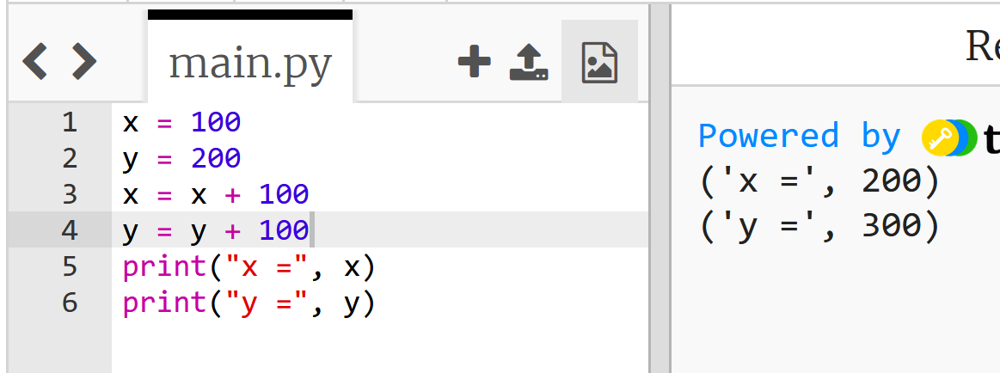 main.py
1 x = 100
2 y = 200
3 x = x + 100
4 y = y + 100
5 print("x =", x)
6 print("y =", y)
Powered by
('x =', 200)
('y =', 300)